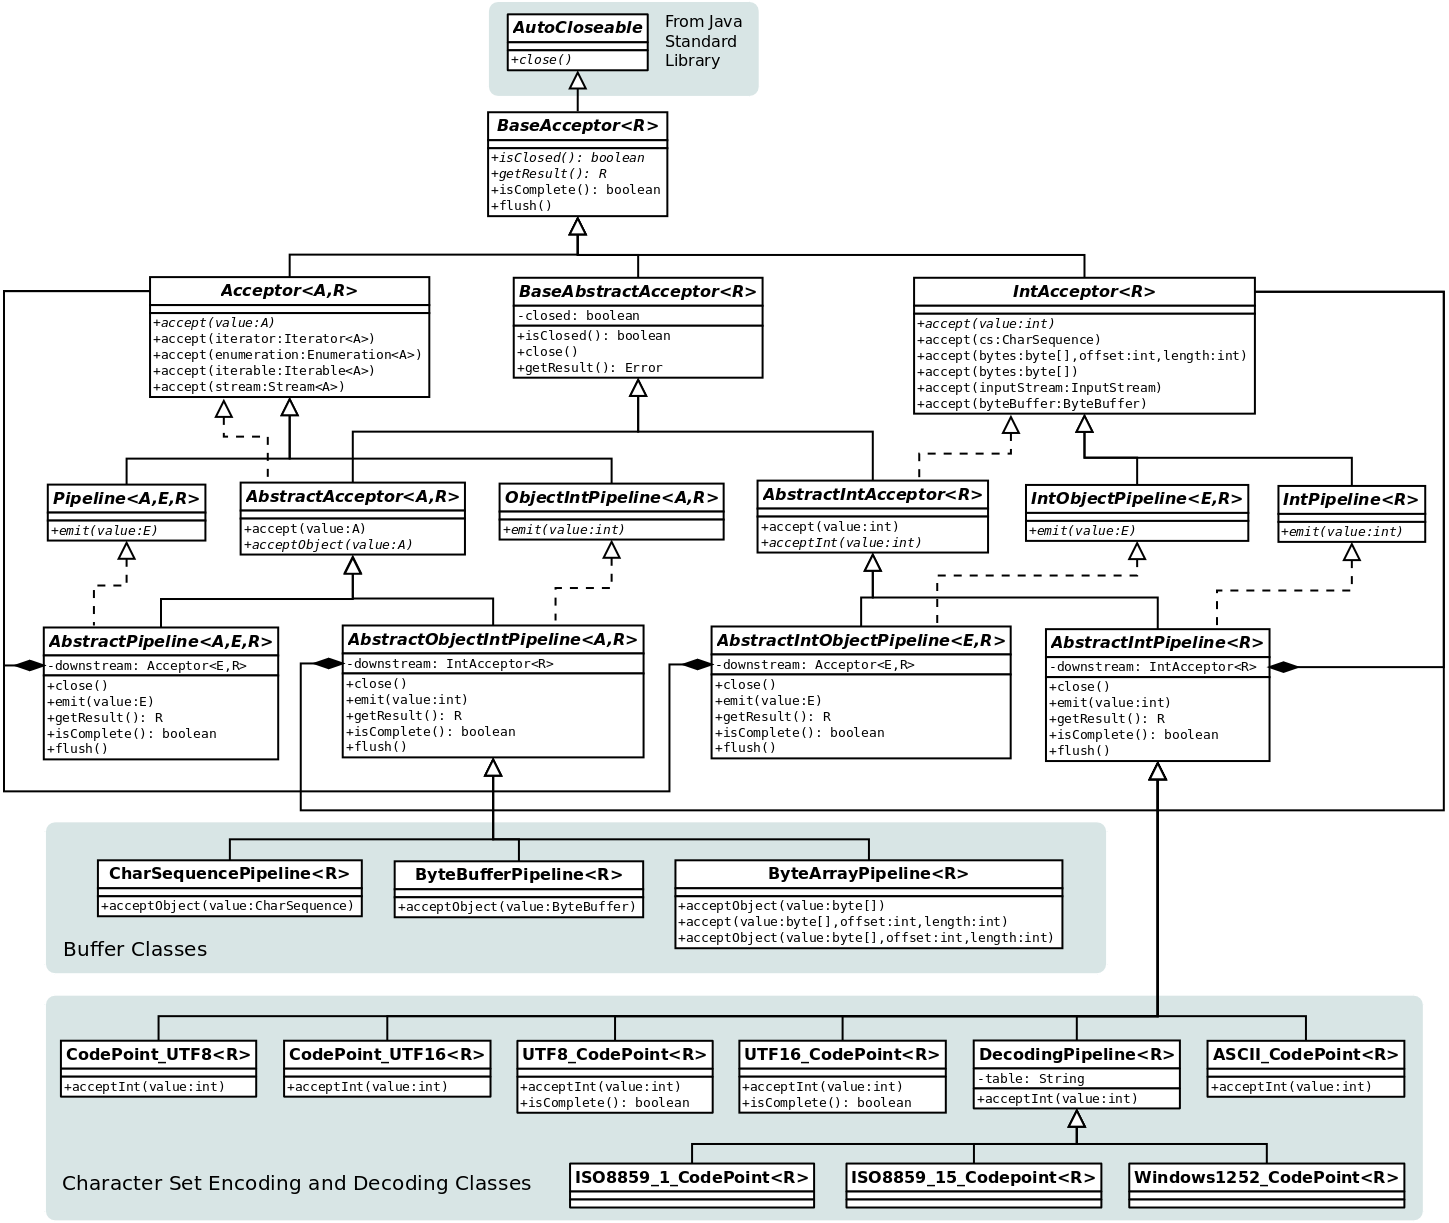 AutoCloseable
+close()
From Java
Standard
Library
BaseAcceptor<R>
+isClosed(): boolean
+getResult(): R
+isComplete(): boolean
+flush()
Acceptor<A,R>
+accept(value:A)
+accept(iterator:Iterator<A>)
+accept(enumeration:Enumeration<A>)
+accept(iterable:Iterable<A>)
+accept(stream:Stream<A>)
BaseAbstractAcceptor<R>
-closed: boolean
+isClosed(): boolean
+close()
+getResult(): Error
IntAcceptor<R>
+accept(value:int)
+accept(cs:CharSequence)
+accept(bytes:byte[],offset:int,length:int)
+accept(bytes:byte[])
+accept(inputStream:InputStream)
+accept(byteBuffer:ByteBuffer)
Pipeline<A,E,R>
+emit(value:E)
AbstractAcceptor<A,R>
+accept(value:A)
+acceptObject(value:A)
ObjectIntPipeline<A,R>
+emit(value:int)
AbstractIntAcceptor<R>
+accept(value:int)
+acceptInt(value:int)
IntObjectPipeline<E,R>
+emit(value:E)
IntPipeline<R>
+emit(value:int)
AbstractPipeline<A,E,R>
-downstream: Acceptor<E,R>
+close()
+emit(value:E)
+getResult(): R
+isComplete(): boolean
+flush()
AbstractObjectIntPipeline<A,R>
-downstream: IntAcceptor<R>
+close()
+emit(value:int)
+getResult(): R
+isComplete(): boolean
+flush()
AbstractIntObjectPipeline<E,R>
-downstream: Acceptor<E,R>
+close()
+emit(value:E)
+getResult(): R
+isComplete(): boolean
+flush()
AbstractIntPipeline<R>
-downstream: IntAcceptor<R>
+close()
+emit(value:int)
+getResult(): R
+isComplete(): boolean
+flush()
CharSequencePipeline<R>
+acceptObject(value:CharSequence)
ByteBufferPipeline<R>
+acceptObject(value:ByteBuffer)
ByteArrayPipeline<R>
+acceptObject(value:byte[])
+accept(value:byte[],offset:int,length:int)
+acceptObject(value:byte[],offset:int,length:int)
Buffer Classes
CodePoint_UTF8<R>
+acceptInt(value:int)
CodePoint_UTF16<R>
+acceptInt(value:int)
UTF8_CodePoint<R>
+acceptInt(value:int)
+isComplete(): boolean
UTF16_CodePoint<R>
+acceptInt(value:int)
+isComplete(): boolean
DecodingPipeline<R>
-table: String
+acceptInt(value:int)
ASCII_CodePoint<R>
+acceptInt(value:int)
ISO8859_1_CodePoint<R>
ISO8859_15_Codepoint<R>
Windows1252_CodePoint<R>
Character Set Encoding and Decoding Classes